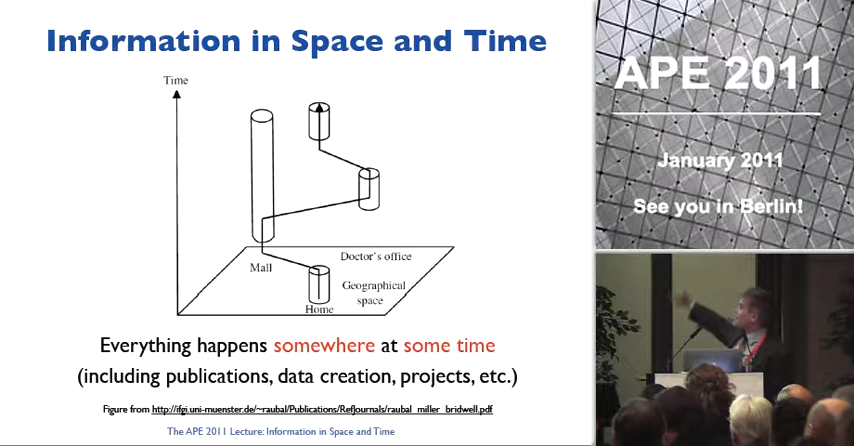 Information in Space and Time
Time
Doctor's office
Mall
Geographical
space
Home
Everything happens somewhere at some time
(including publications, data creation, projects, etc.)
Figure from http://ifgi.uni-muenster.de/~raubal/Publications/RefJournals/raubal_miller_bridwell.pdf
The APE 2011 Lecture: Information in Space and Time
APE 2011
January 2011
See you in Berlin!